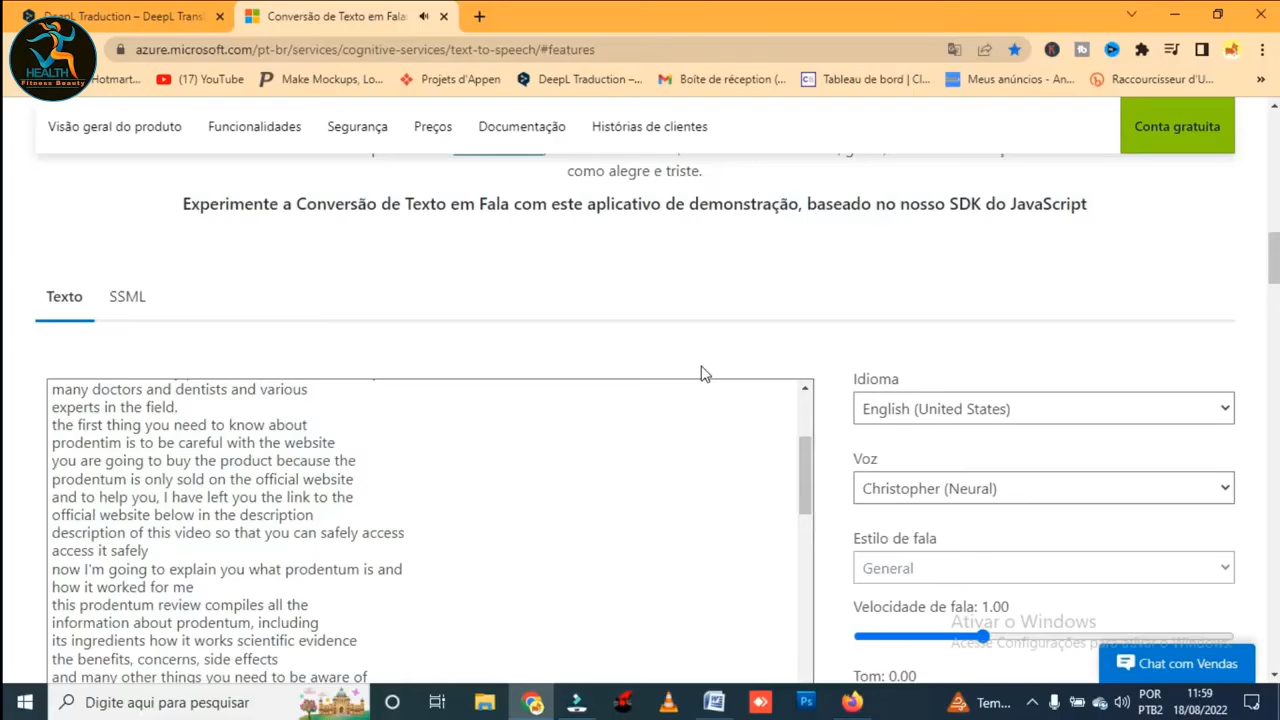 DeepL Traduction – DeepL Trans
Conversão de Texto em Fala
HEALTH
Fitness Beauty
azure.microsoft.com/pt-br/services/cognitive-services/text-to-speech/#features
Hotmart...
(17) YouTube
Make Mockups, Lo...
Projets d'Appen
DeepL Traduction –...
Boîte de réception (...
Tableau de bord | Cl...
Meus anúncios - An...
Raccourcisseur d'U...
Visão geral do produto
Funcionalidades
Segurança
Preços
Documentação
Histórias de clientes
Conta gratuita
como alegre e triste.
Experimente a Conversão de Texto em Fala com este aplicativo de demonstração, baseado no nosso SDK do JavaScript
Texto
SSML
many doctors and dentists and various
experts in the field.
the first thing you need to know about
prodentim is to be careful with the website
you are going to buy the product because the
prodentum is only sold on the official website
and to help you, I have left you the link to the
official website below in the description
description of this video so that you can safely access
access it safely
now I'm going to explain you what prodentum is and
how it worked for me
this prodentum review compiles all the
information about prodentum, including
its ingredients how it works scientific evidence
the benefits, concerns, side effects
and many other things you need to be aware of
Idioma
English (United States)
Voz
Christopher (Neural)
Estilo de fala
General
Velocidade de fala: 1.00
Ativar o Windows
Acesse Configurações para ativar o Windows.
Tom: 0.00
Chat com Vendas
Digite aqui para pesquisar
Tem...
POR
PTB2
11:59
18/08/2022